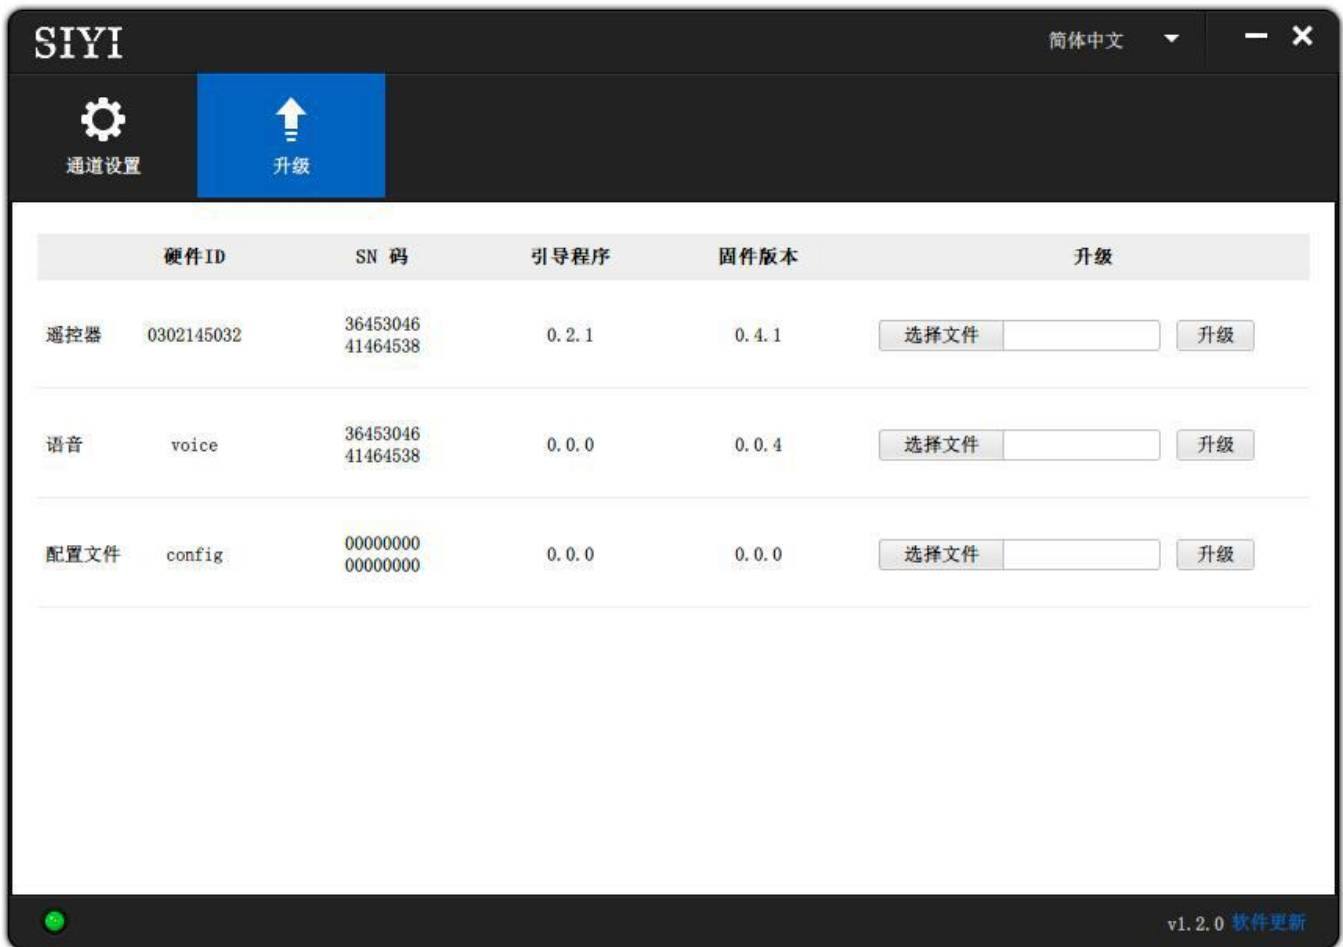 SIYI
简体中文
通道设置
升级
硬件ID SN 码 引导程序 固件版本 升级
遥控器 0302145032 36453046 0.2.1 0.4.1 选择文件 升级
41464538
语音 voice 36453046 0.0.0 0.0.4 选择文件 升级
41464538
配置文件 config 00000000 0.0.0 0.0.0 选择文件 升级
00000000
v1.2.0 软件更新